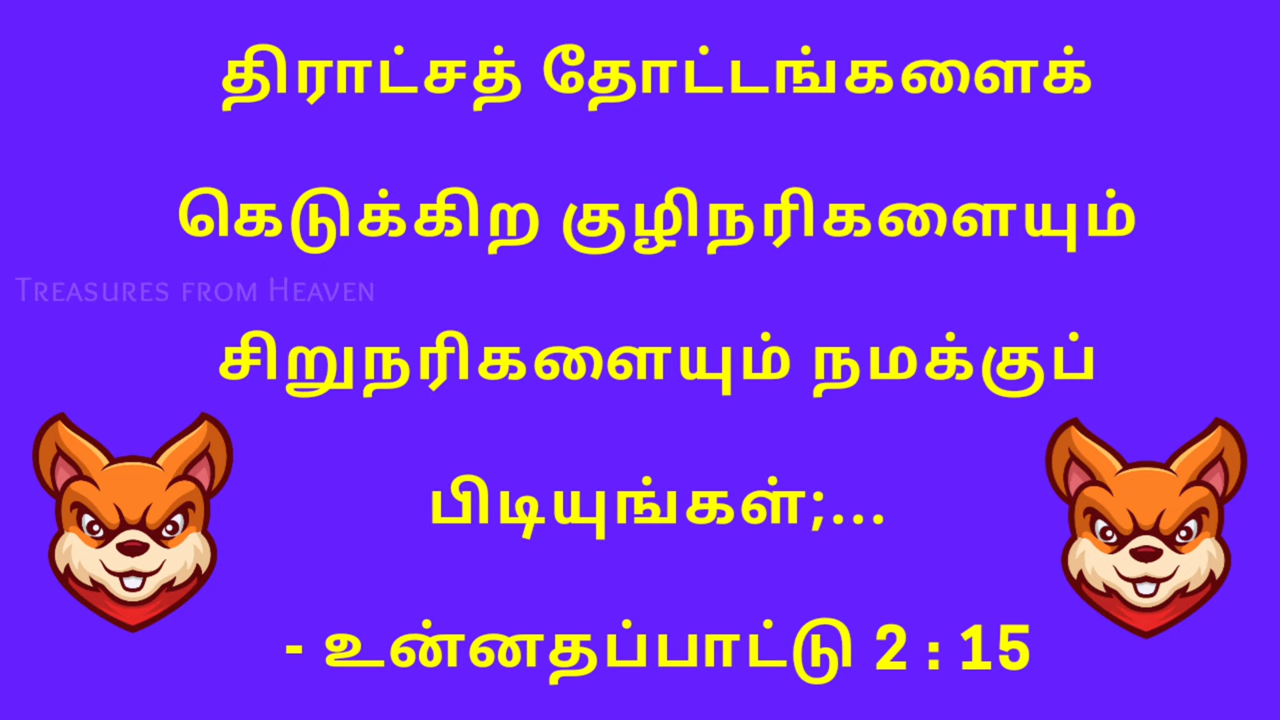 திராட்சத் தோட்டங்களைக்
கெடுக்கிற குழிநரிகளையும்
TREASURES FROM HEAVEN
சிறுநரிகளையும் நமக்குப்
பிடியுங்கள்;...
- உன்னதப்பாட்டு 2 : 15